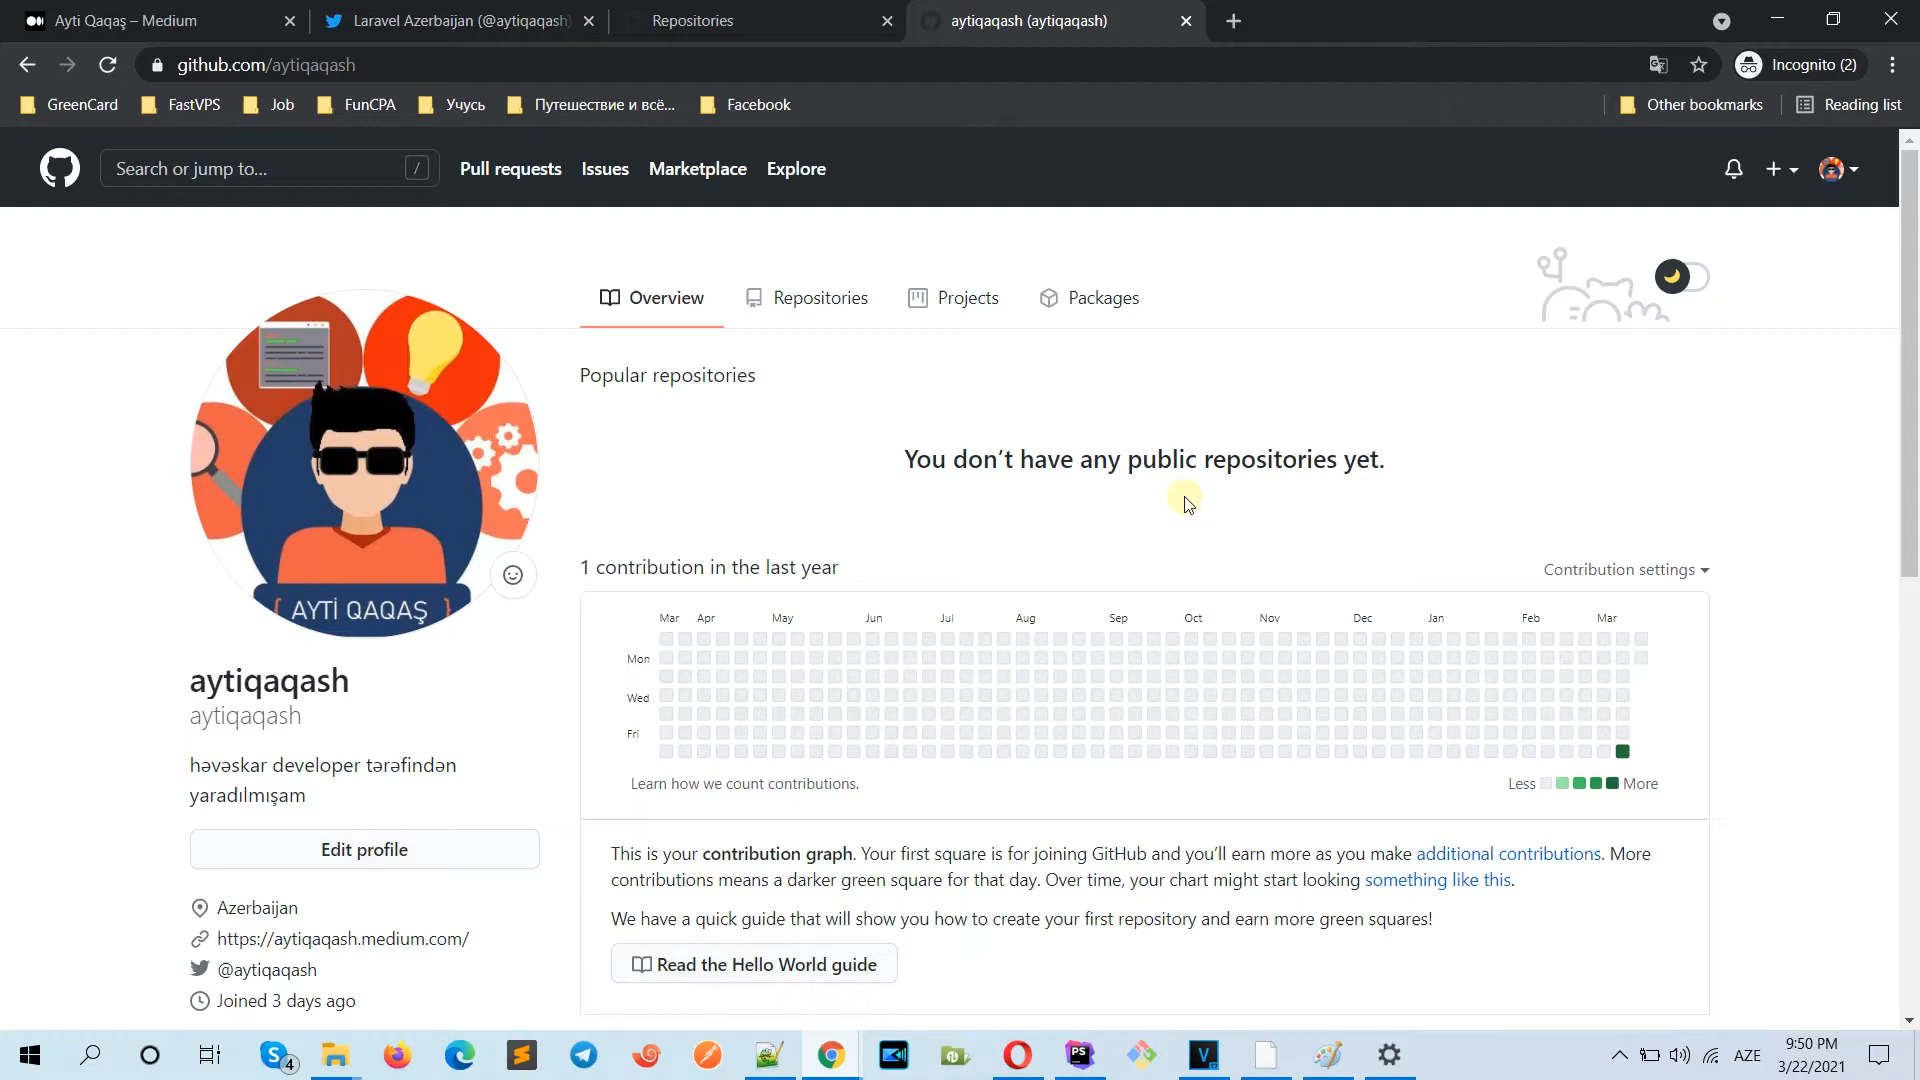 Ayti Qaqaş – Medium
Laravel Azerbaijan (@aytiqaqash)
Repositories
aytiqaqash (aytiqaqash)
github.com/aytiqaqash
Incognito (2)
GreenCard
FastVPS
Job
FunCPA
Учусь
Путешествие и всё...
Facebook
Other bookmarks
Reading list
Search or jump to...
/
Pull requests
Issues
Marketplace
Explore
Overview
Repositories
Projects
Packages
Popular repositories
You don’t have any public repositories yet.
{ AYTİ QAQAŞ }
aytiqaqash
aytiqaqash
həvəskar developer tərəfindən
yaradılmışam
Edit profile
Azerbaijan
https://aytiqaqash.medium.com/
@aytiqaqash
Joined 3 days ago
1 contribution in the last year
Contribution settings
Mar Apr May Jun Jul Aug Sep Oct Nov Dec Jan Feb Mar
Mon
Wed
Fri
Learn how we count contributions.
Less
More
This is your contribution graph. Your first square is for joining GitHub and you’ll earn more as you make additional contributions. More
contributions means a darker green square for that day. Over time, your chart might start looking something like this.
We have a quick guide that will show you how to create your first repository and earn more green squares!
Read the Hello World guide
S
4
PS
V
AZE
9:50 PM
3/22/2021